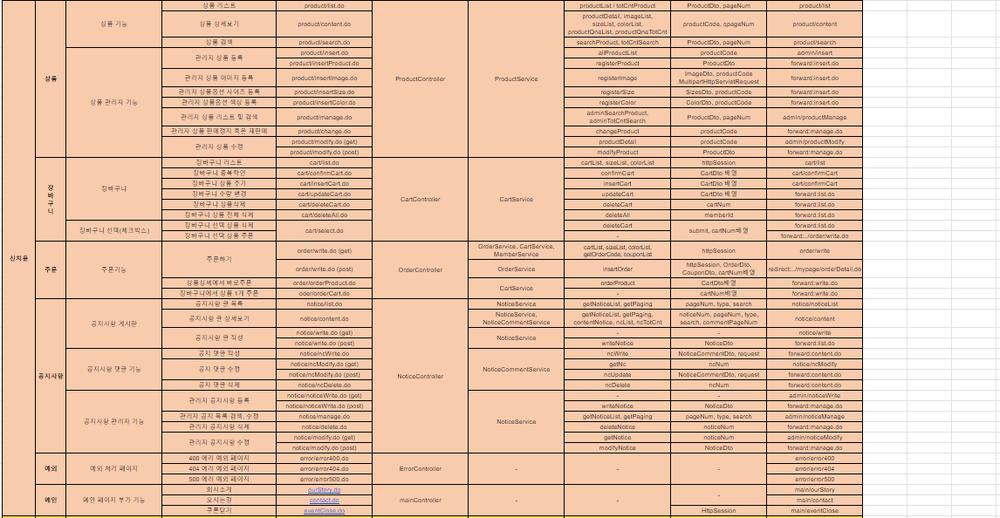 신치용
상품
상품 기능
상품 리스트 product/list.do ProductController ProductService productList / totCntProduct ProductDto, pageNum product/list
상품 상세보기 product/content.do productDetail, imageList,
sizeList, colorList,
productQnaList, productQnaTotCnt productCode, qpageNum product/content
상품 검색 product/search.do searchProduct, totCntSearch ProductDto, pageNum product/search
상품 관리자 기능
관리자 상품 등록 product/insert.do allProductList productCode admin/insert
product/insertProduct.do registerProduct ProductDto forward:insert.do
관리자 상품 이미지 등록 product/insertImage.do registerImage ImageDto, productCode
MultipartHttpServletRequest forward:insert.do
관리자 상품옵션 사이즈 등록 product/insertSize.do registerSize SizesDto, productCode forward:insert.do
관리자 상품옵션 색상 등록 product/insertColor.do registerColor ColorDto, productCode forward:insert.do
관리자 상품 리스트 및 검색 product/manage.do adminSearchProduct,
adminTotCntSearch ProductDto, pageNum admin/productManage
관리자 상품 판매정지 혹은 재판매 product/change.do changeProduct productCode forward:manage.do
관리자 상품 수정 product/modify.do (get) productDetail productCode admin/productModify
product/modify.do (post) modifyProduct ProductDto forward:manage.do
장바구니
장바구니
장바구니 리스트 cart/list.do CartController CartService cartList, sizeList, colorList httpSession cart/list
장바구니 중복확인 cart/confirmCart.do confirmCart CartDto 배열 cart/confirmCart
장바구니 상품 추가 cart/insertCart.do insertCart CartDto 배열 cart/confirmCart
장바구니 수량 변경 cart/updateCart.do updateCart CartDto 배열 forward:list.do
장바구니 상품삭제 cart/deleteCart.do deleteCart cartNum forward:list.do
장바구니 상품 전체 삭제 cart/deleteAll.do deleteAll memberId forward:list.do
장바구니 선택(체크박스)
장바구니 선택 상품 삭제 cart/select.do deleteCart submit, cartNum배열 forward:list.do
장바구니 선택 상품 주문 - forward:../order/write.do
주문
주문기능
주문하기 order/write.do (get) OrderController OrderService, CartService,
MemberService cartList, sizeList, colorList,
getOrderCode, couponList httpSession order/write
order/write.do (post) OrderService insertOrder httpSession, OrderDto,
CouponDto, cartNum배열 redirect:../mypage/orderDetail.do
상품상세에서 바로주문 order/orderProduct.do CartService orderProduct CartDto배열 forward:write.do
장바구니에서 상품 1개 주문 oder/orderCart.do - cartNum배열 forward:write.do
공지사항
공지사항 게시판
공지사항 글 목록 notice/list.do NoticeController NoticeService getNoticeList, getPaging pageNum, type, search notice/noticeList
공지사항 글 상세보기 notice/content.do NoticeService,
NoticeCommentService getNoticeList, getPaging,
contentNotice, ncList, ncTotCnt noticeNum, pageNum, type,
search, commentPageNum notice/content
공지사항 글 작성 notice/write.do (get) NoticeService - - notice/write
notice/write.do (post) writeNotice NoticeDto forward:list.do
공지사항 댓글 기능
공지 댓글 작성 notice/ncWrite.do NoticeCommentService ncWrite NoticeCommentDto, request forward:content.do
공지 댓글 수정 notice/ncModify.do (get) getNc ncNum notice/ncModify
notice/ncModify.do (post) ncUpdate NoticeCommentDto, request forward:content.do
공지 댓글 삭제 notice/ncDelete.do ncDelete ncNum forward:content.do
공지사항 관리자 기능
관리자 공지사항 등록 notice/noticeWrite.do (get) NoticeService - - admin/noticeWrite
notice/noticeWrite.do (post) writeNotice NoticeDto forward:manage.do
관리자 공지 목록 검색, 수정 notice/manage.do getNoticeList, getPaging pageNum, type, search admin/noticeManage
관리자 공지사항 삭제 notice/delete.do deleteNotice noticeNum forward:manage.do
관리자 공지사항 수정 notice/modify.do (get) getNotice noticeNum admin/noticeModify
notice/modify.do (post) modifyNotice NoticeDto forward:manage.do
예외
예외 처리 페이지
400 에러 예외 페이지 error/error400.do ErrorController - - - error/error400
404 에러 예외 페이지 error/error404.do error/error404
500 에러 예외 페이지 error/error500.do error/error500
메인
메인 페이지 부가 기능
회사소개 ourStory.do mainController - - - main/ourStory
오시는길 contact.do main/contact
쿠폰닫기 eventClose.do HttpSession main/eventClose